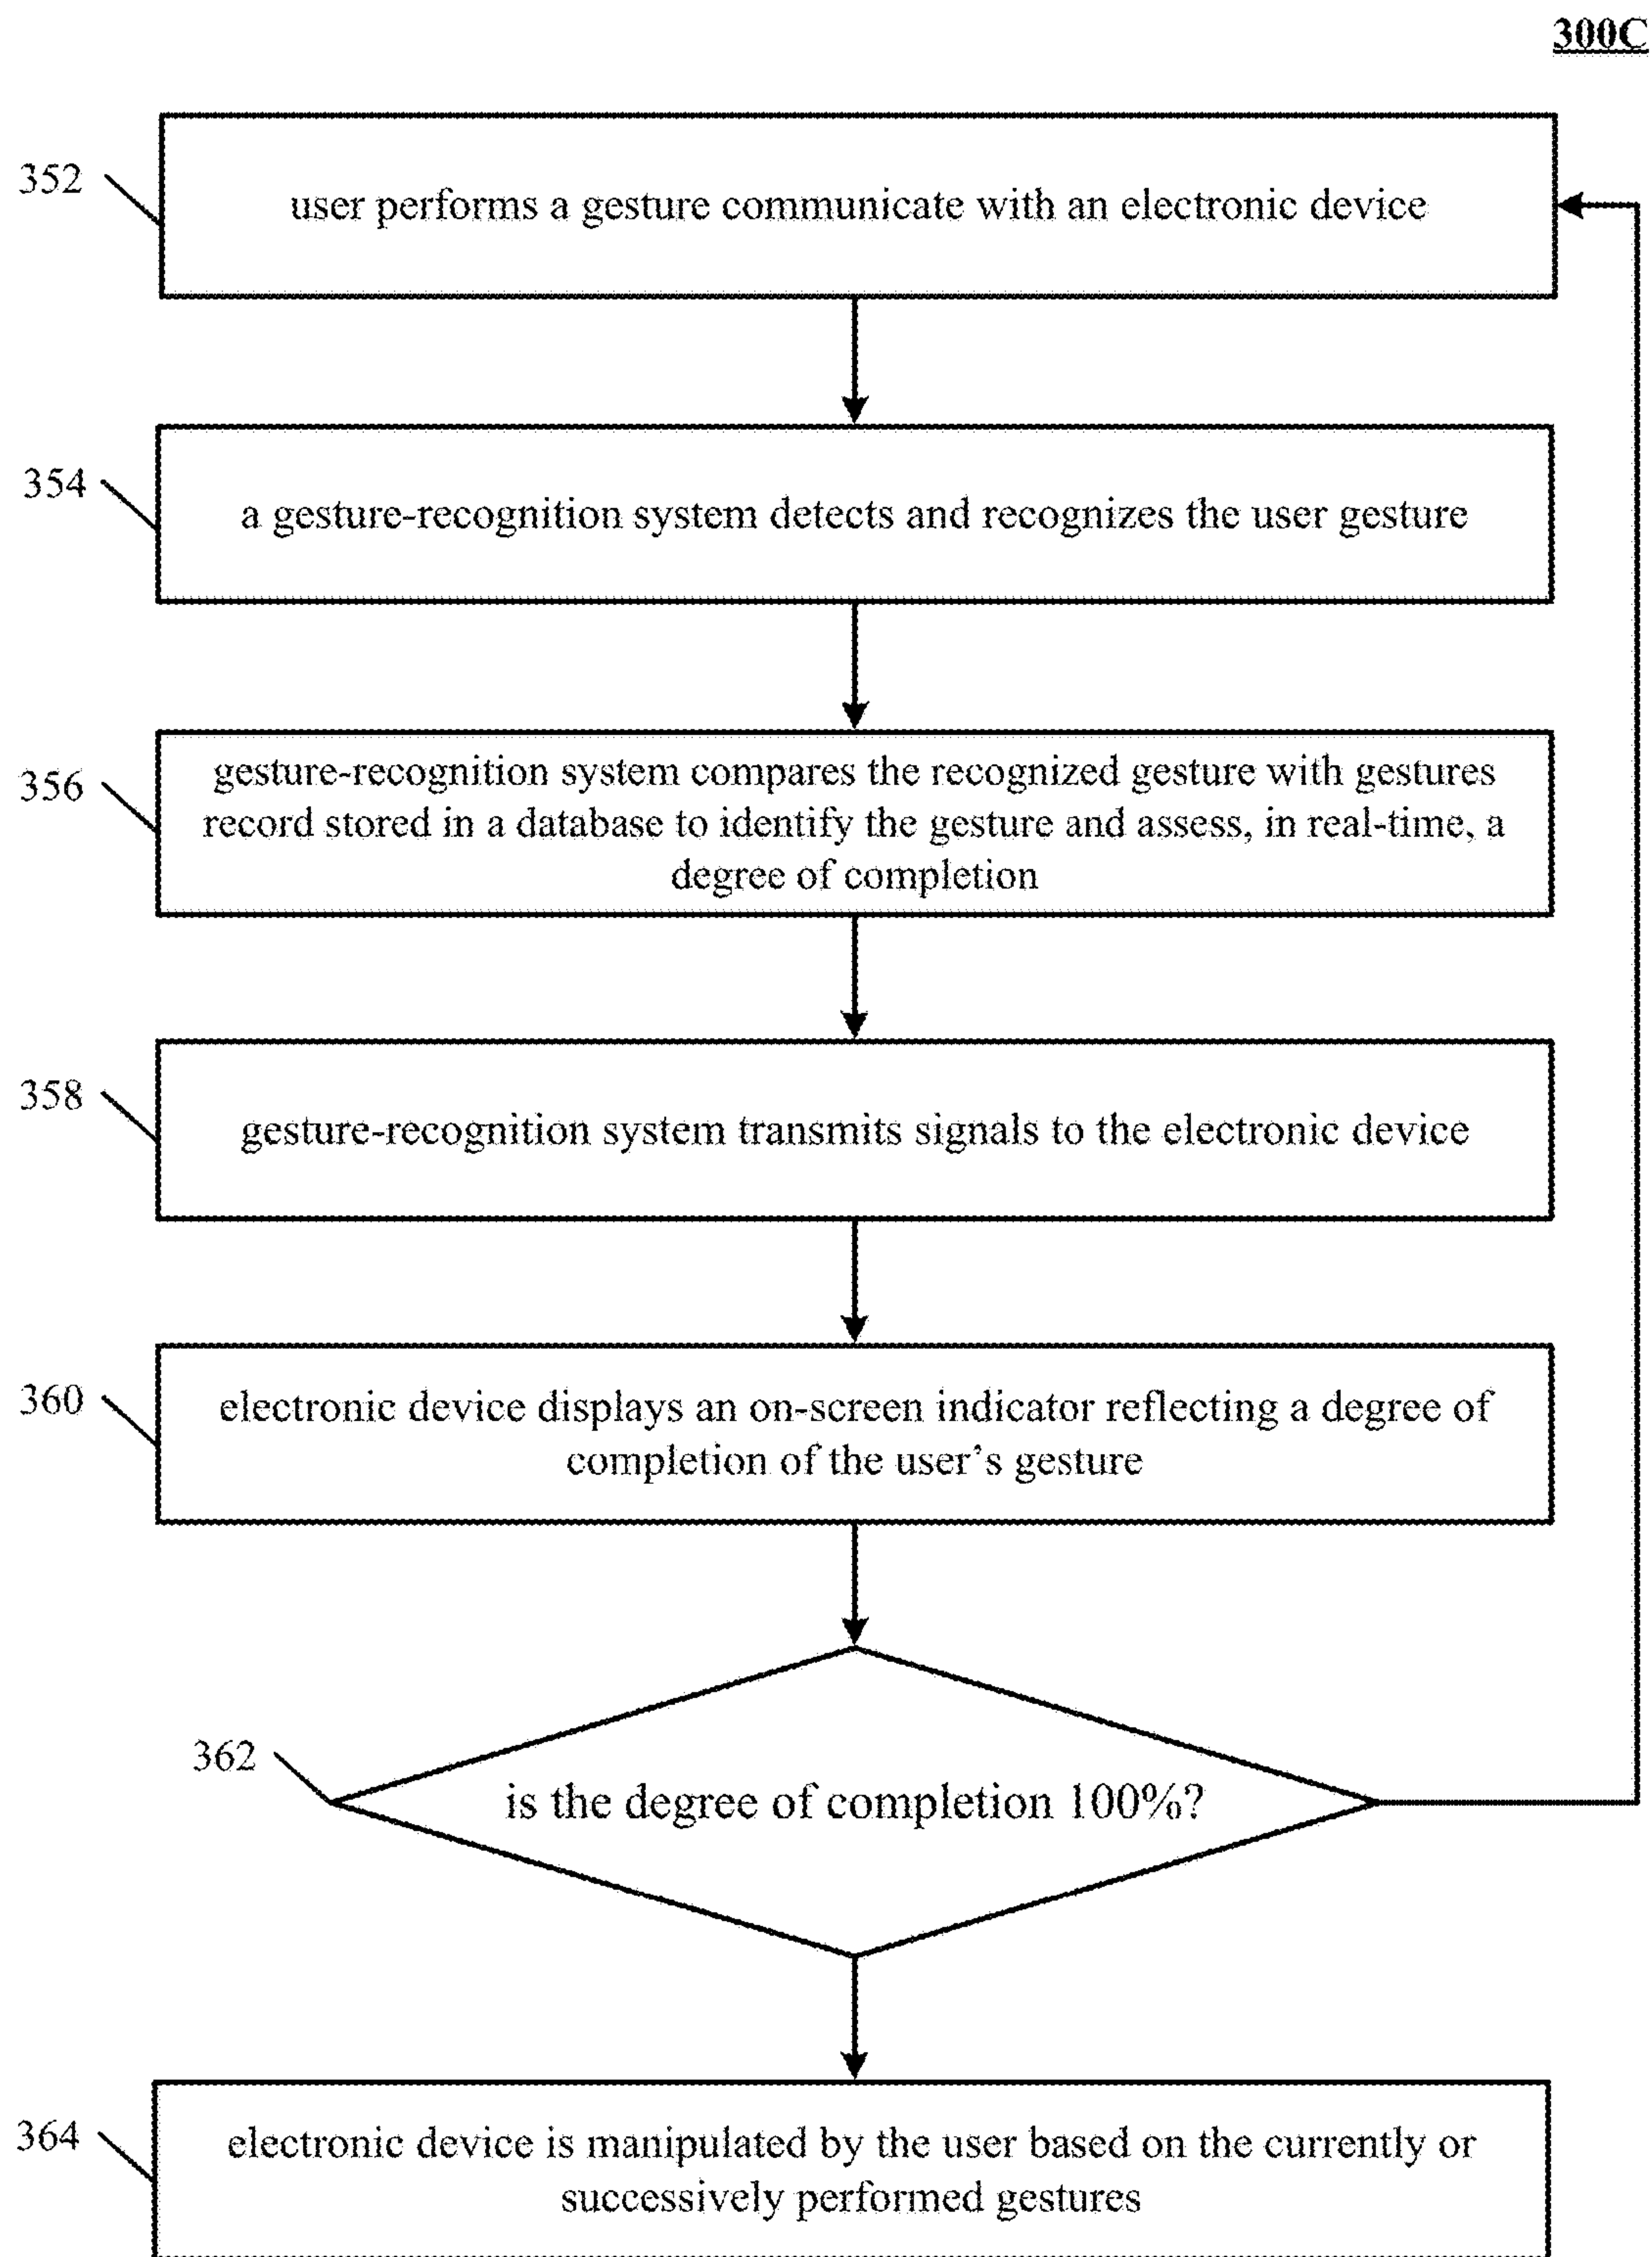 300C
352
user performs a gesture communicate with an electronic device
354
a gesture-recognition system detects and recognizes the user gesture
356
gesture-recognition system compares the recognized gesture with gestures
record stored in a database to identify the gesture and assess, in real-time, a
degree of completion
358
gesture-recognition system transmits signals to the electronic device
360
electronic device displays an on-screen indicator reflecting a degree of
completion of the user’s gesture
362
is the degree of completion 100%?
364
electronic device is manipulated by the user based on the currently or
successively performed gestures